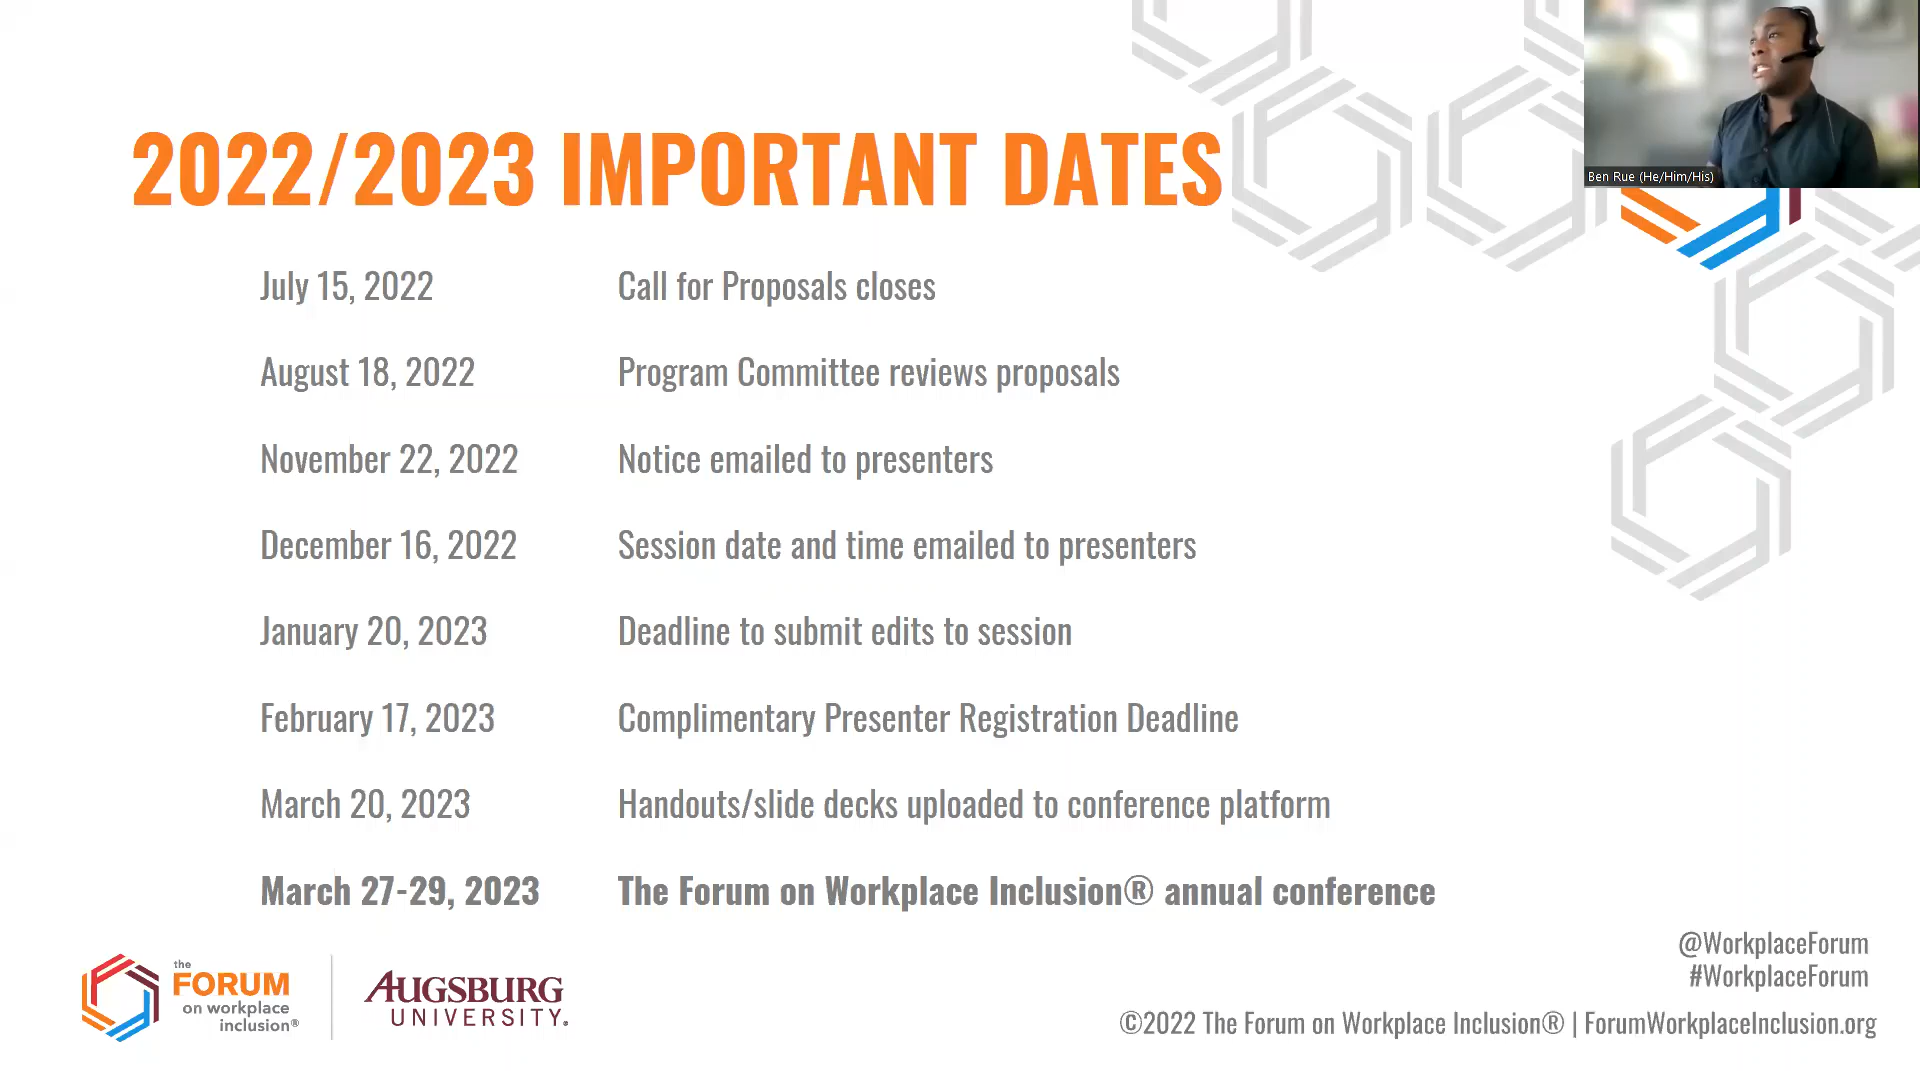 Ben Rue (He/Him/His)
2022/2023 IMPORTANT DATES
July 15, 2022 Call for Proposals closes
August 18, 2022 Program Committee reviews proposals
November 22, 2022 Notice emailed to presenters
December 16, 2022 Session date and time emailed to presenters
January 20, 2023 Deadline to submit edits to session
February 17, 2023 Complimentary Presenter Registration Deadline
March 20, 2023 Handouts/slide decks uploaded to conference platform
March 27-29, 2023 The Forum on Workplace Inclusion® annual conference
the
FORUM
on workplace
inclusion®
AUGSBURG
UNIVERSITY.
@WorkplaceForum
#WorkplaceForum
©2022 The Forum on Workplace Inclusion® | ForumWorkplaceInclusion.org